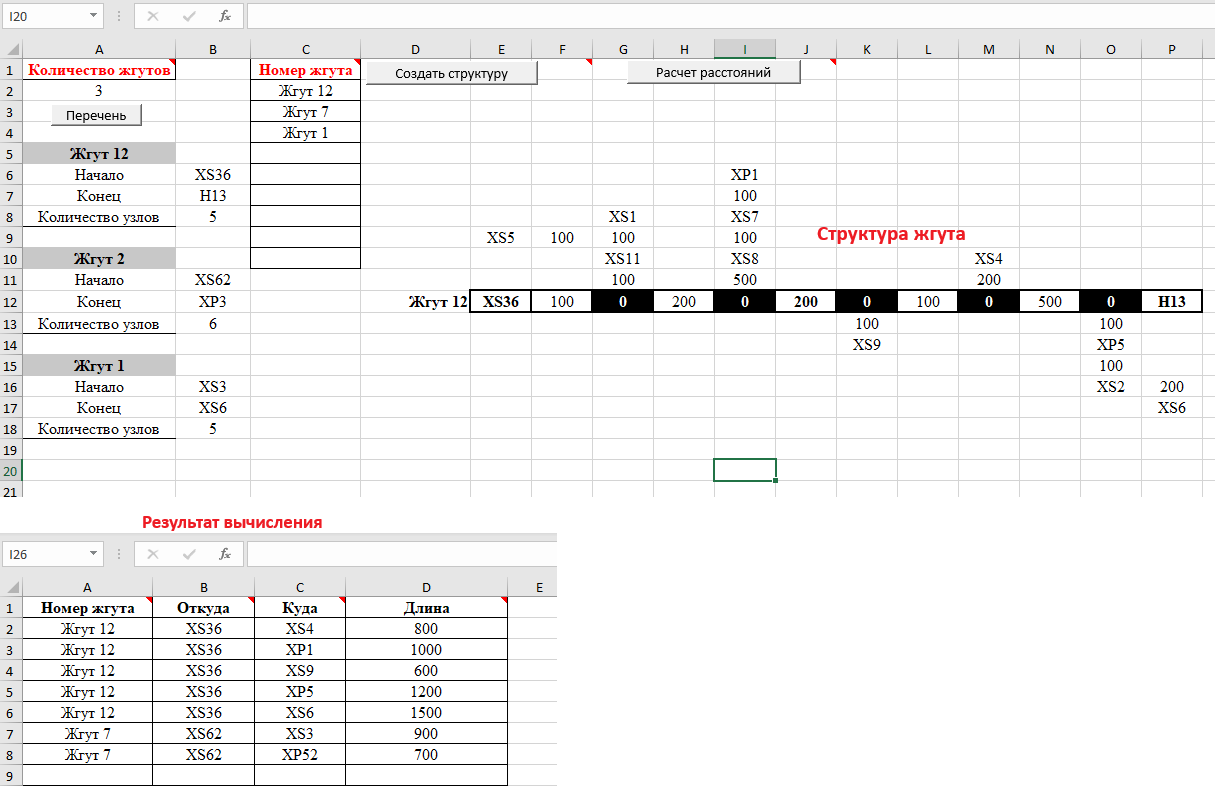 I20
fx
A B C D E F G H I J K L M N O P
1 Количество жгутов Номер жгута Создать структуру Расчет расстояний
2 3 Жгут 12
3 Перечень Жгут 7
4 Жгут 1
5 Жгут 12
6 Начало XS36 XP1
7 Конец H13 100
8 Количество узлов 5 XS1 XS7
9 XS5 100 100 100 Структура жгута
10 Жгут 2 XS11 XS8 XS4
11 Начало XS62 100 500 200
12 Конец XP3 Жгут 12 XS36 100 0 200 0 200 0 100 0 500 0 H13
13 Количество узлов 6 100 100
14 XS9 XP5
15 Жгут 1 100
16 Начало XS3 XS2 200
17 Конец XS6 XS6
18 Количество узлов 5
19
20
21
Результат вычисления
I26
fx
A B C D E
1 Номер жгута Откуда Куда Длина
2 Жгут 12 XS36 XS4 800
3 Жгут 12 XS36 XP1 1000
4 Жгут 12 XS36 XS9 600
5 Жгут 12 XS36 XP5 1200
6 Жгут 12 XS36 XS6 1500
7 Жгут 7 XS62 XS3 900
8 Жгут 7 XS62 XP52 700
9